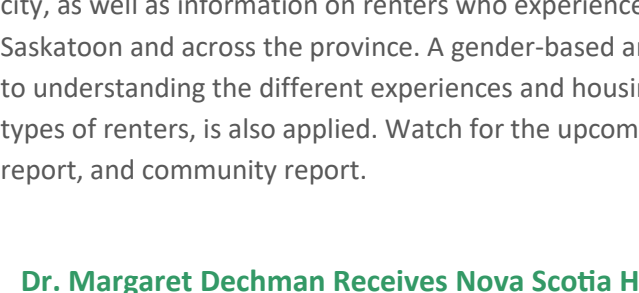 city, as well as information on renters who experience
Saskatoon and across the province. A gender-based
to understanding the different experiences and
types of renters, is also applied. Watch for the
report, and community report.
Dr. Margaret Dechman Receives Nova Scotia